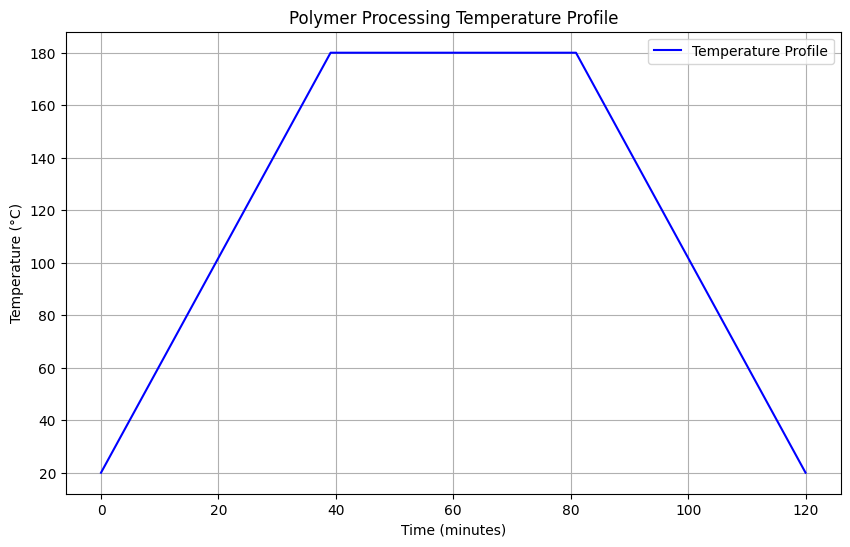 Polymer Processing Temperature Profile
Temperature Profile
Temperature (°C)
180
160
140
120
100
80
60
40
20
0 20 40 60 80 100 120
Time (minutes)